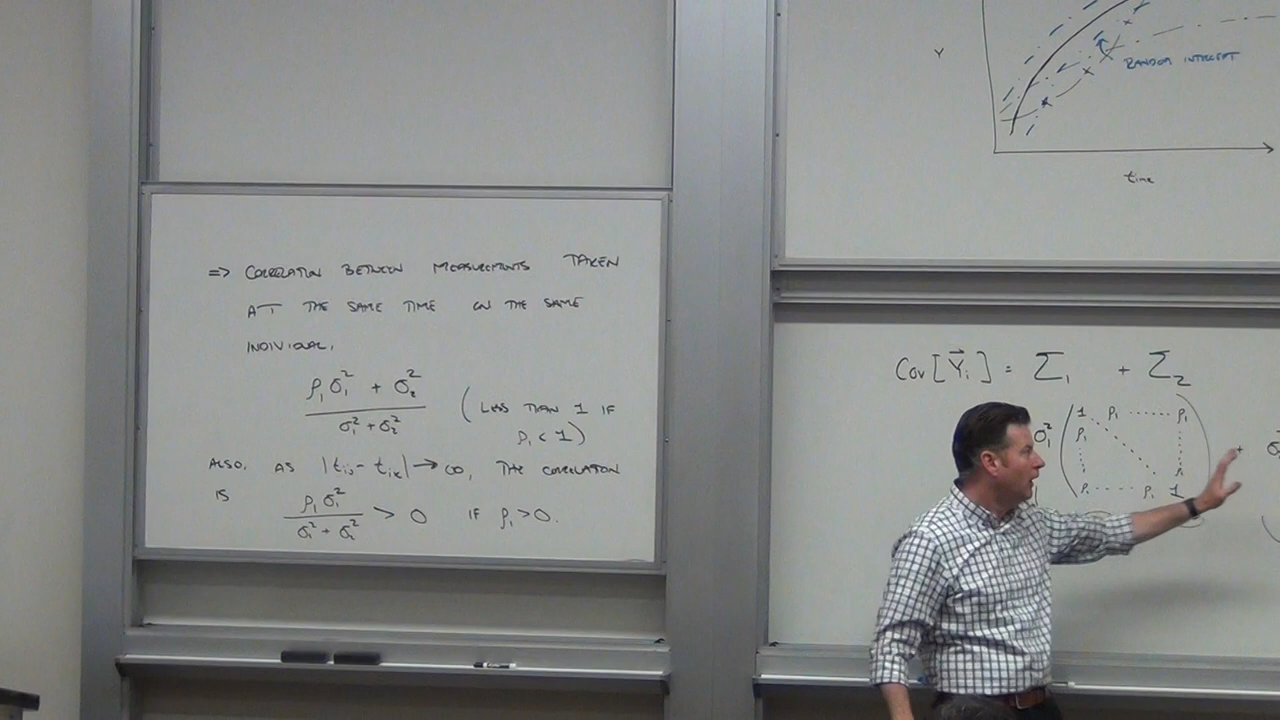 => CORRELATION BETWEEN MEASUREMENTS TAKEN
AT THE SAME TIME ON THE SAME
INDIVIDUAL,
ρ₁σ₁² + σ₂²
σ₁² + σ₂²
(LESS THAN 1 IF
ρ₁ < 1)
ALSO, AS |tᵢⱼ - tᵢₖ| → ∞, THE CORRELATION
IS
ρ₁σ₁²
σ₁² + σ₂²
> 0 IF ρ₁ > 0.
Y
RANDOM INTERCEPT
time
Cov[Y⃗ᵢ] = Σ₁ + Σ₂
σ₁² ( 1 ρ₁ ...... ρ₁
ρ₁
ρ₁
ρ₁ .... ρ₁ 1 ) +